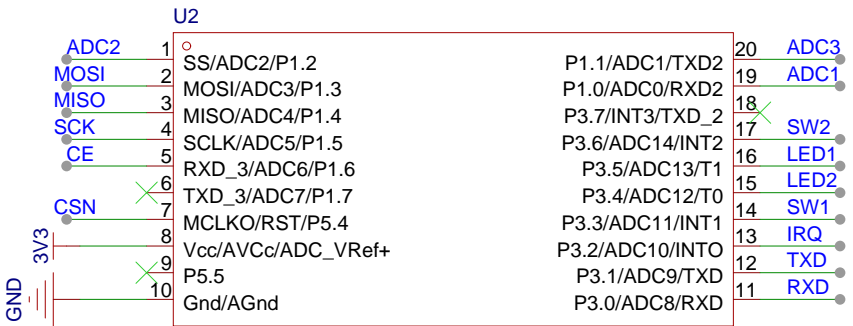 U2
ADC2 1 SS/ADC2/P1.2 P1.1/ADC1/TXD2 20 ADC3
MOSI 2 MOSI/ADC3/P1.3 P1.0/ADC0/RXD2 19 ADC1
MISO 3 MISO/ADC4/P1.4 P3.7/INT3/TXD_2 18
SCK 4 SCLK/ADC5/P1.5 P3.6/ADC14/INT2 17 SW2
CE 5 RXD_3/ADC6/P1.6 P3.5/ADC13/T1 16 LED1
6 TXD_3/ADC7/P1.7 P3.4/ADC12/T0 15 LED2
CSN 7 MCLKO/RST/P5.4 P3.3/ADC11/INT1 14 SW1
3V3 8 Vcc/AVCc/ADC_VRef+ P3.2/ADC10/INTO 13 IRQ
9 P5.5 P3.1/ADC9/TXD 12 TXD
GND 10 Gnd/AGnd P3.0/ADC8/RXD 11 RXD